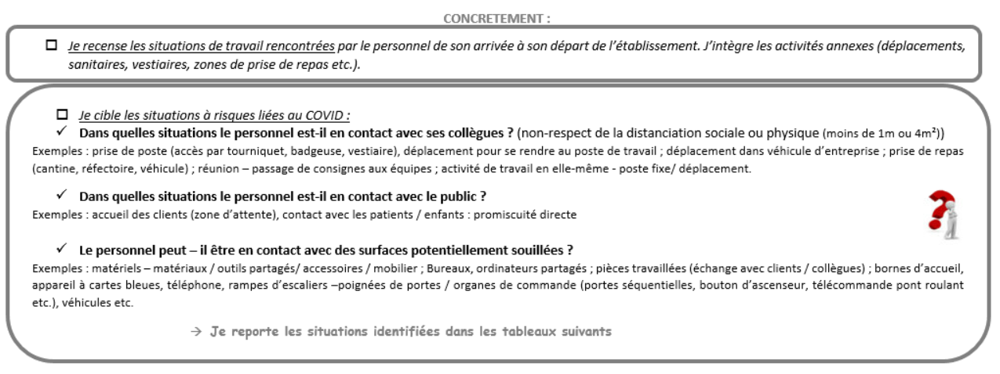 CONCRETEMENT :
☐ Je recense les situations de travail rencontrées par le personnel de son arrivée à son départ de l'établissement. J'intègre les activités annexes (déplacements,
sanitaires, vestiaires, zones de prise de repas etc.).
☐ Je cible les situations à risques liées au COVID :
✓ Dans quelles situations le personnel est-il en contact avec ses collègues ? (non-respect de la distanciation sociale ou physique (moins de 1m ou 4m²))
Exemples : prise de poste (accès par tourniquet, badgeuse, vestiaire), déplacement pour se rendre au poste de travail ; déplacement dans véhicule d'entreprise ; prise de repas
(cantine, réfectoire, véhicule) ; réunion – passage de consignes aux équipes ; activité de travail en elle-même - poste fixe/ déplacement.
✓ Dans quelles situations le personnel est-il en contact avec le public ?
Exemples : accueil des clients (zone d'attente), contact avec les patients / enfants : promiscuité directe
✓ Le personnel peut – il être en contact avec des surfaces potentiellement souillées ?
Exemples : matériels – matériaux / outils partagés/ accessoires / mobilier ; Bureaux, ordinateurs partagés ; pièces travaillées (échange avec clients / collègues) ; bornes d'accueil,
appareil à cartes bleues, téléphone, rampes d'escaliers –poignées de portes / organes de commande (portes séquentielles, bouton d'ascenseur, télécommande pont roulant
etc.), véhicules etc.
→ Je reporte les situations identifiées dans les tableaux suivants